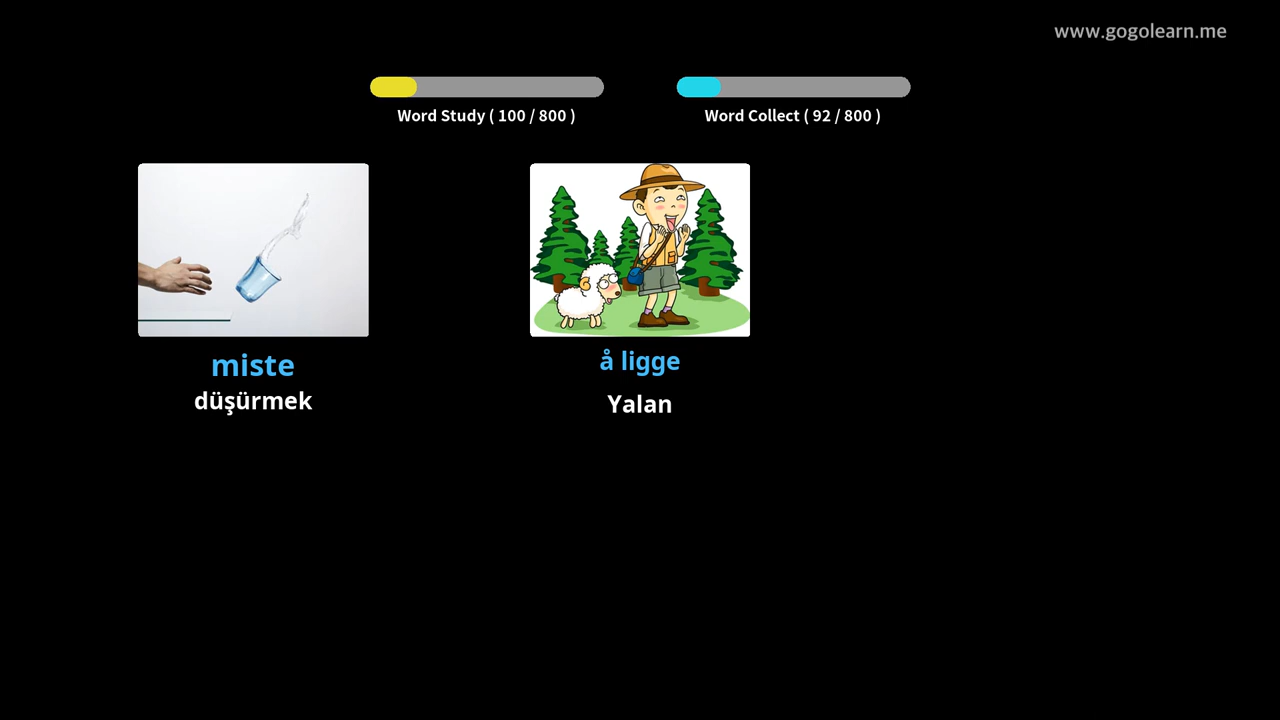 www.gogolearn.me
Word Study ( 100 / 800 )
Word Collect ( 92 / 800 )
miste
düşürmek
å ligge
Yalan